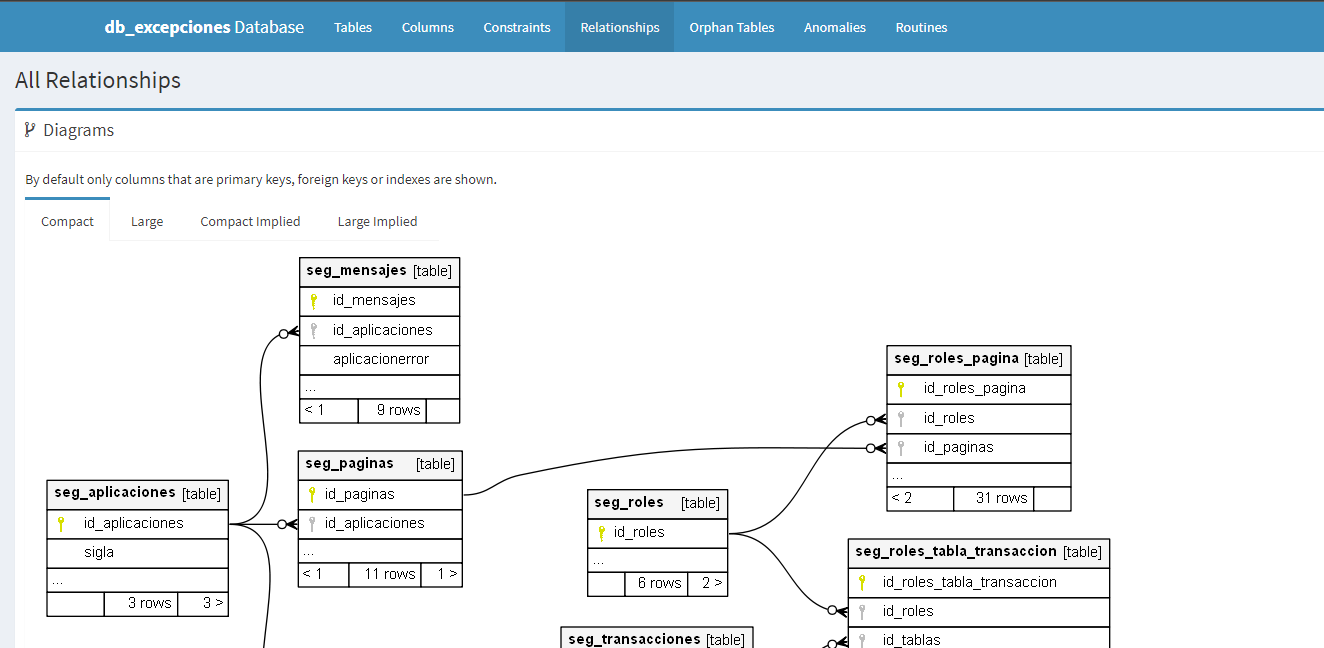 db_excepciones Database Tables Columns Constraints Relationships Orphan Tables Anomalies Routines
All Relationships
Diagrams
By default only columns that are primary keys, foreign keys or indexes are shown.
Compact Large Compact Implied Large Implied
seg_mensajes [table]
id_mensajes
id_aplicaciones
aplicacionerror
...
< 1 9 rows
seg_paginas [table]
id_paginas
id_aplicaciones
...
< 1 11 rows 1 >
seg_aplicaciones [table]
id_aplicaciones
sigla
...
3 rows 3 >
seg_roles_pagina [table]
id_roles_pagina
id_roles
id_paginas
...
< 2 31 rows
seg_roles [table]
id_roles
...
6 rows 2 >
seg_roles_tabla_transaccion [table]
id_roles_tabla_transaccion
id_roles
id_tablas
seg_transacciones [table]